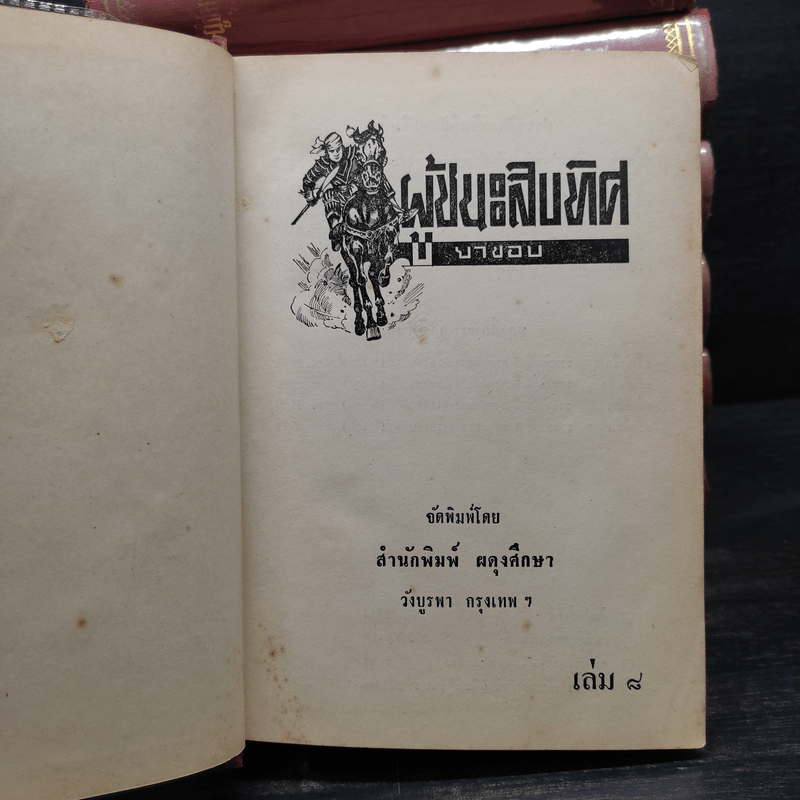 ผู้ชนะสิบทิศ
ยาขอบ
จัดพิมพ์โดย
สำนักพิมพ์ ผดุงศึกษา
วังบูรพา กรุงเทพ ฯ
เล่ม ๘